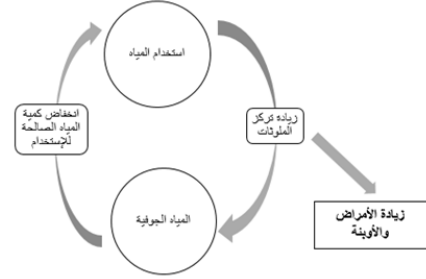 استخدام المياه
انخفاض كمية
المياه الصالحة
للإستخدام
زيادة تركز
الملوثات
المياه الجوفية
زيادة الأمراض
والأوبئة